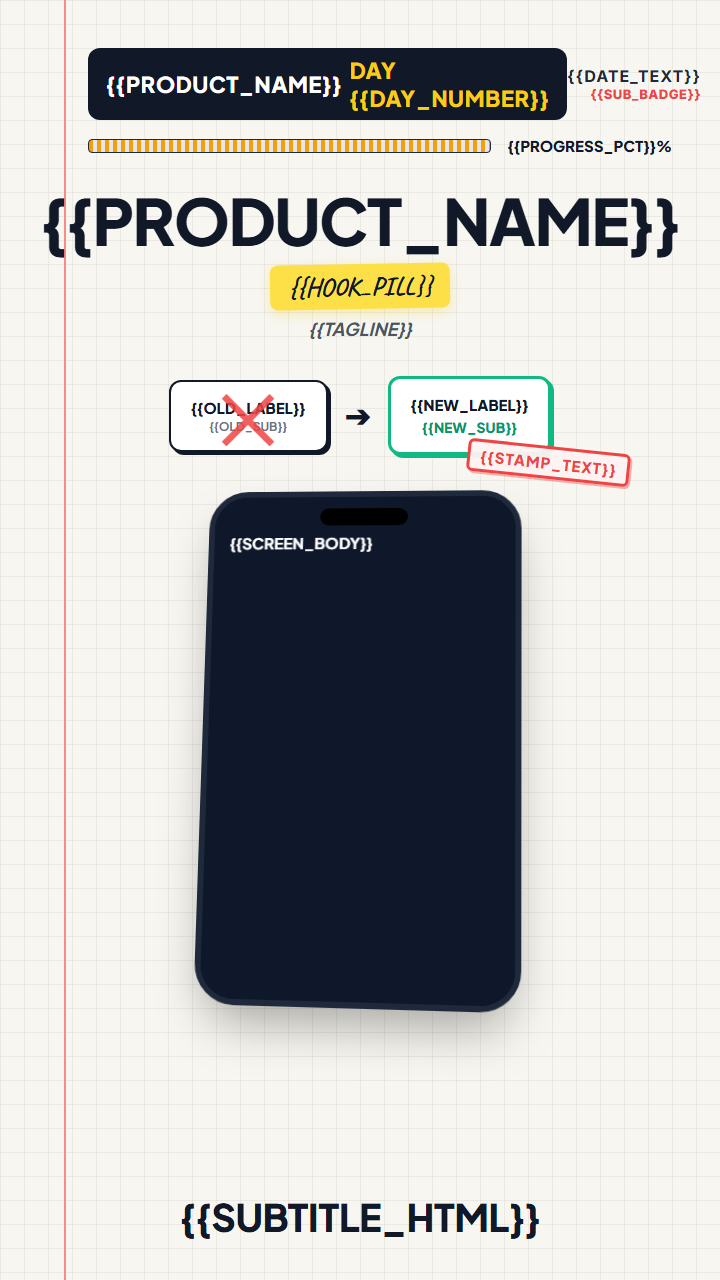 {{PRODUCT_NAME}} DAY {{DAY_NUMBER}}
{{DATE_TEXT}}
{{SUB_BADGE}}
{{PROGRESS_PCT}}%
{{PRODUCT_NAME}}
{{HOOK_PILL}}
{{TAGLINE}}
{{OLD_LABEL}}
{{OLD_SUB}}
➔
{{NEW_LABEL}}
{{NEW_SUB}}
{{STAMP_TEXT}}
{{SCREEN_BODY}}
{{SUBTITLE_HTML}}